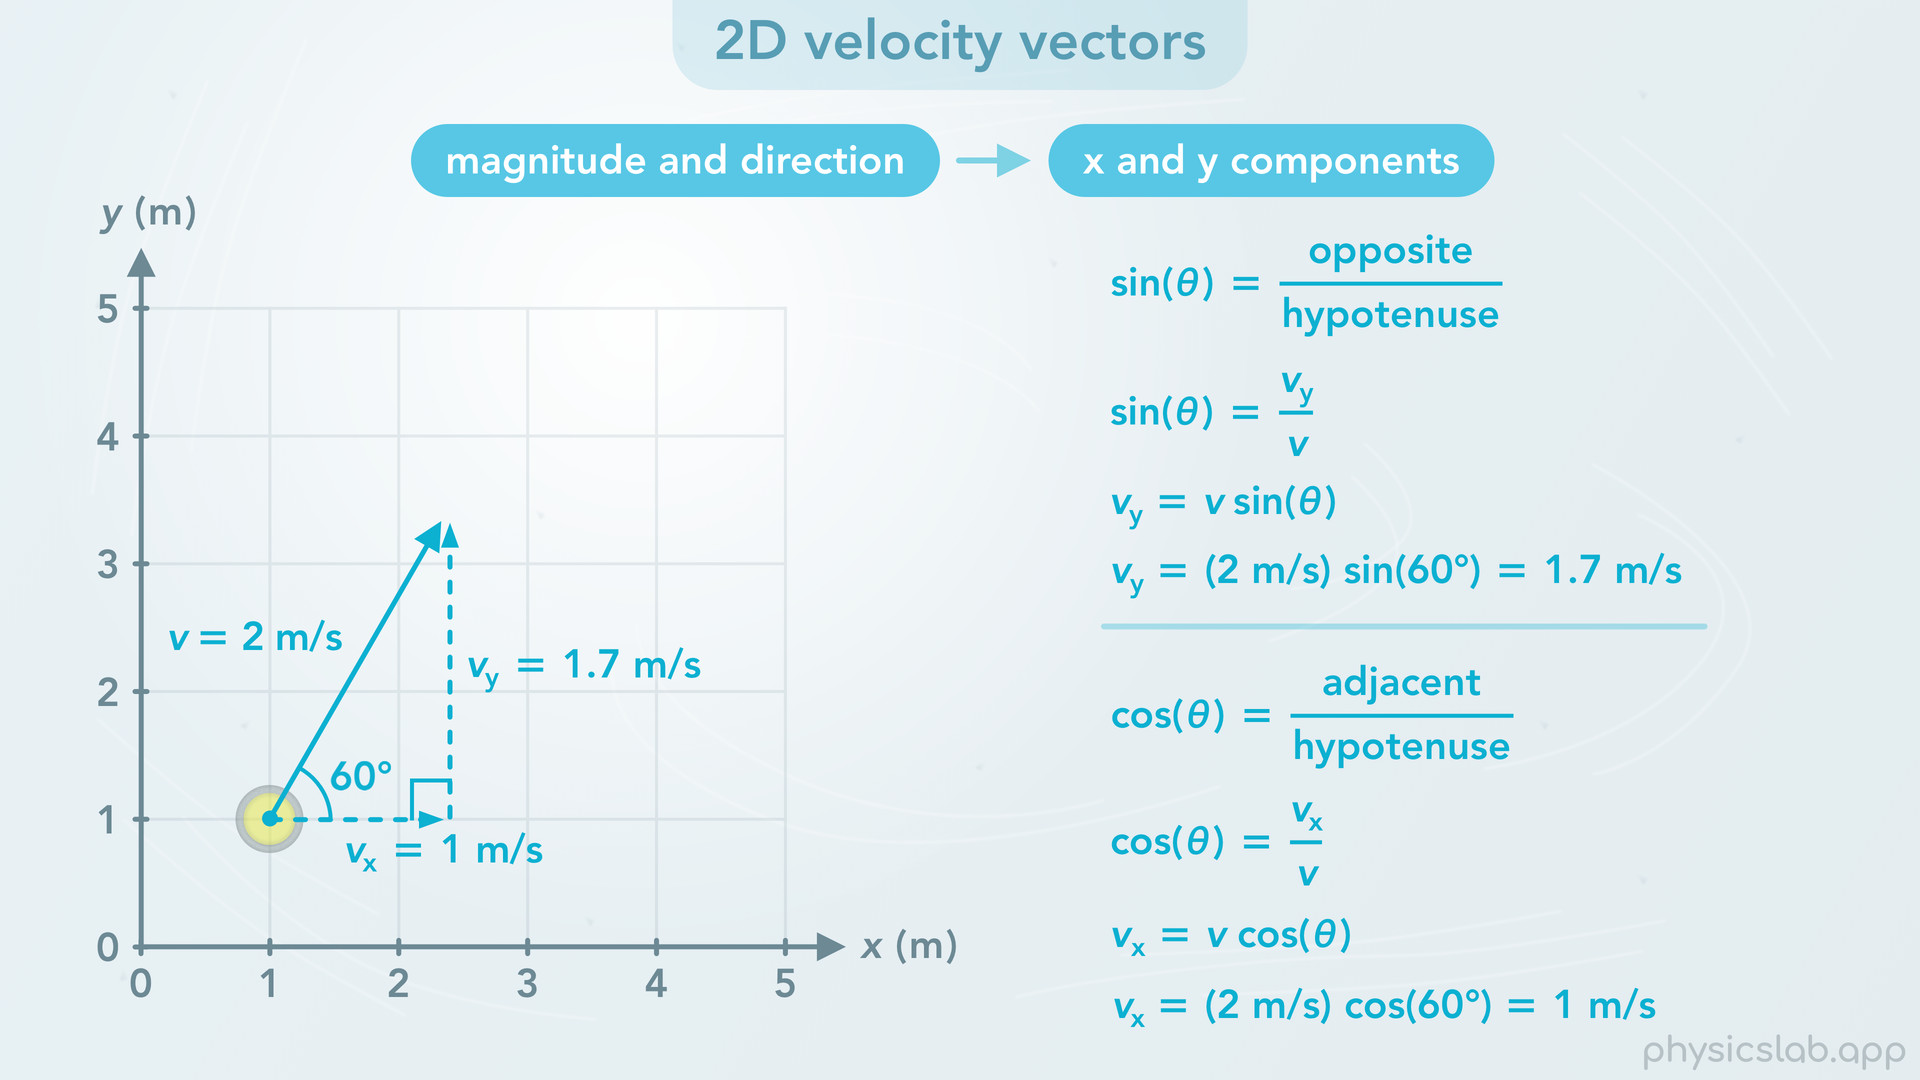 2D velocity vectors
magnitude and direction
x and y components
y (m)
5
4
3
2
1
0
0 1 2 3 4 5
x (m)
v = 2 m/s
60°
vy = 1.7 m/s
vx = 1 m/s
sin(θ) = opposite / hypotenuse
sin(θ) = vy / v
vy = v sin(θ)
vy = (2 m/s) sin(60°) = 1.7 m/s
cos(θ) = adjacent / hypotenuse
cos(θ) = vx / v
vx = v cos(θ)
vx = (2 m/s) cos(60°) = 1 m/s
physicslab.app